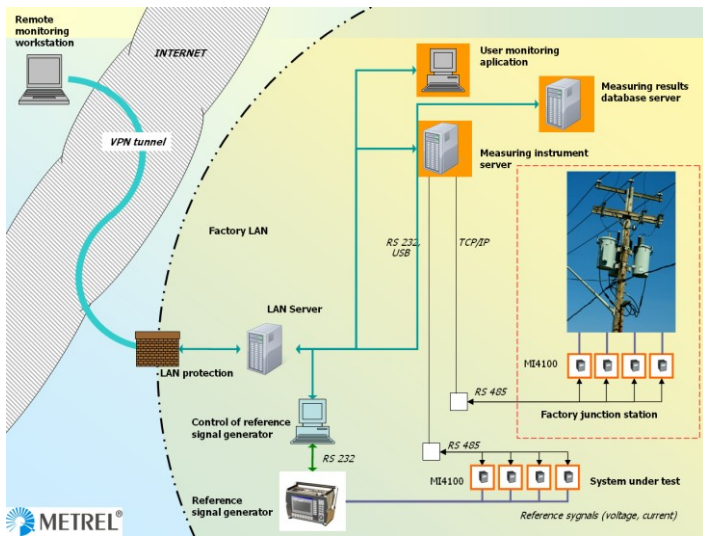 Remote
monitoring
workstation
INTERNET
VPN tunnel
User monitoring
aplication
Measuring results
database server
Measuring instrument
server
Factory LAN
RS 232,
USB
TCP/IP
LAN Server
LAN protection
MI4100
RS 485
Factory junction station
Control of reference
signal generator
RS 232
RS 485
MI4100
System under test
Reference
signal generator
Reference sygnals (voltage, current)
METREL®